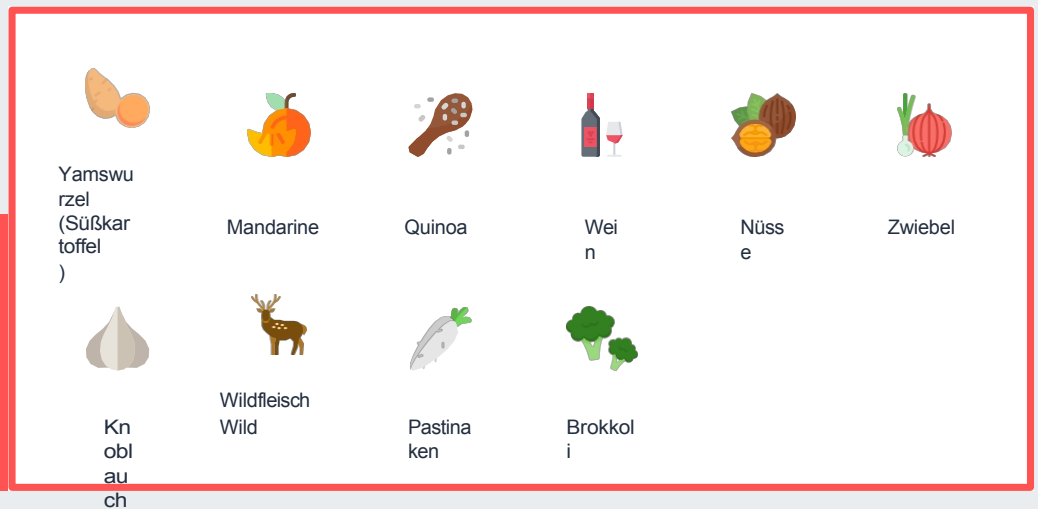 Yamswu
rzel
(Süßkar
toffel
)
Mandarine
Quinoa
Wei
n
Nüss
e
Zwiebel
Kn
obl
au
ch
Wildfleisch
Wild
Pastina
ken
Brokkol
i